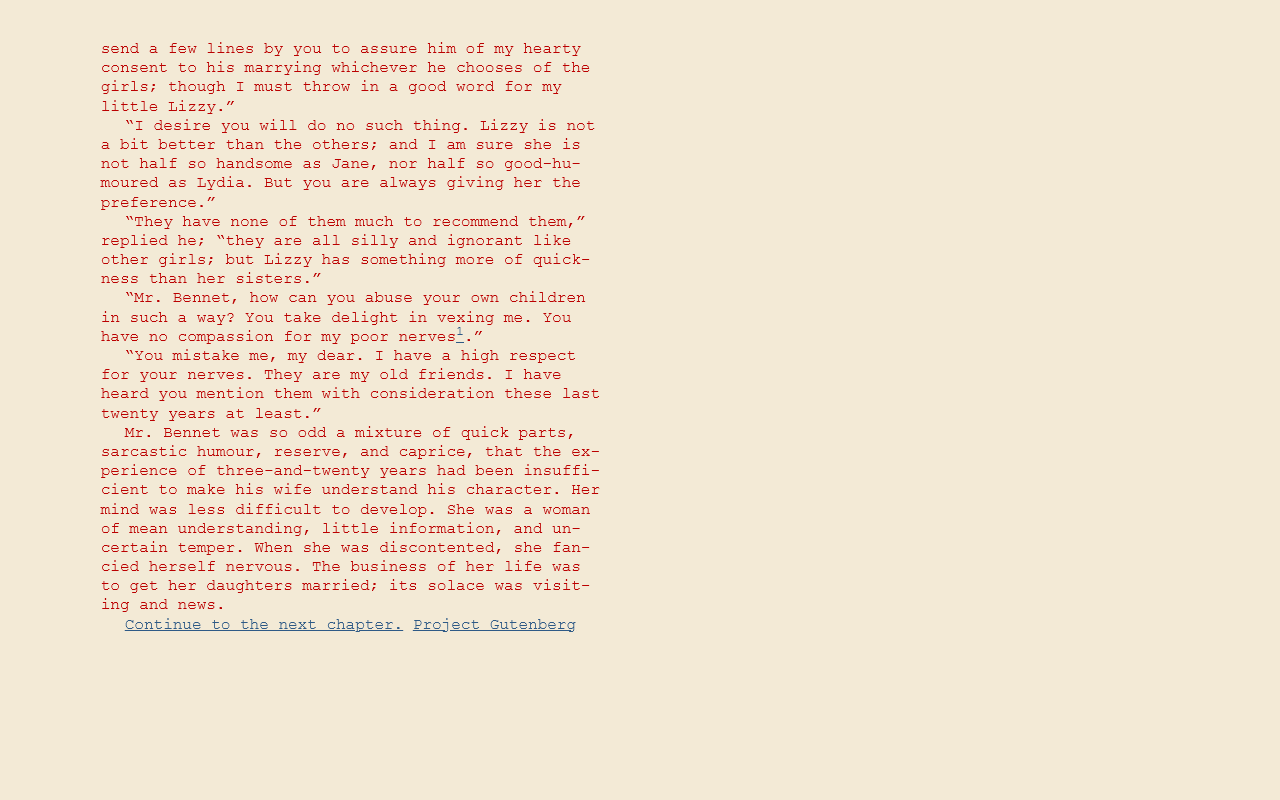 send a few lines by you to assure him of my hearty
consent to his marrying whichever he chooses of the
girls; though I must throw in a good word for my
little Lizzy.”
“I desire you will do no such thing. Lizzy is not
a bit better than the others; and I am sure she is
not half so handsome as Jane, nor half so good-hu-
moured as Lydia. But you are always giving her the
preference.”
“They have none of them much to recommend them,”
replied he; “they are all silly and ignorant like
other girls; but Lizzy has something more of quick-
ness than her sisters.”
“Mr. Bennet, how can you abuse your own children
in such a way? You take delight in vexing me. You
have no compassion for my poor nerves1.”
“You mistake me, my dear. I have a high respect
for your nerves. They are my old friends. I have
heard you mention them with consideration these last
twenty years at least.”
Mr. Bennet was so odd a mixture of quick parts,
sarcastic humour, reserve, and caprice, that the ex-
perience of three-and-twenty years had been insuffi-
cient to make his wife understand his character. Her
mind was less difficult to develop. She was a woman
of mean understanding, little information, and un-
certain temper. When she was discontented, she fan-
cied herself nervous. The business of her life was
to get her daughters married; its solace was visit-
ing and news.
Continue to the next chapter. Project Gutenberg